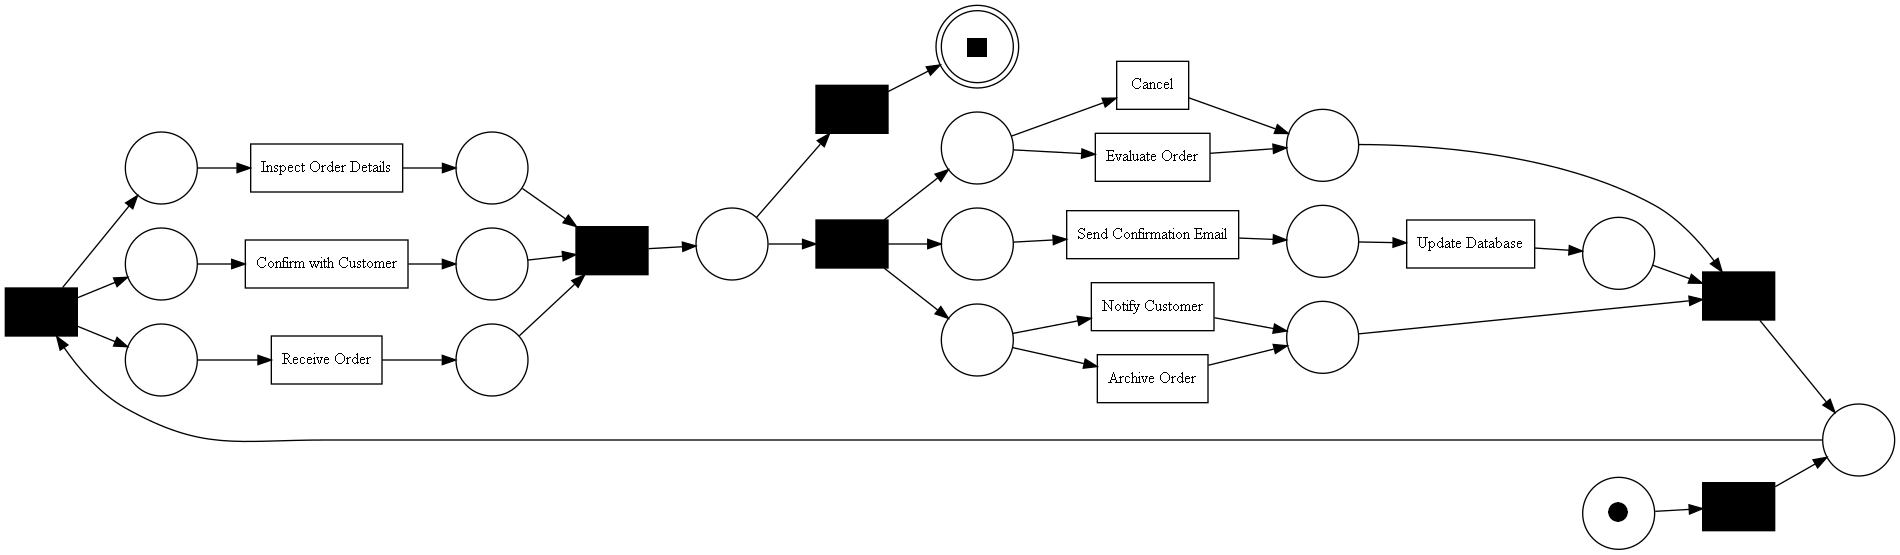 Cancel
Inspect Order Details
Evaluate Order
Confirm with Customer
Send Confirmation Email
Update Database
Notify Customer
Receive Order
Archive Order